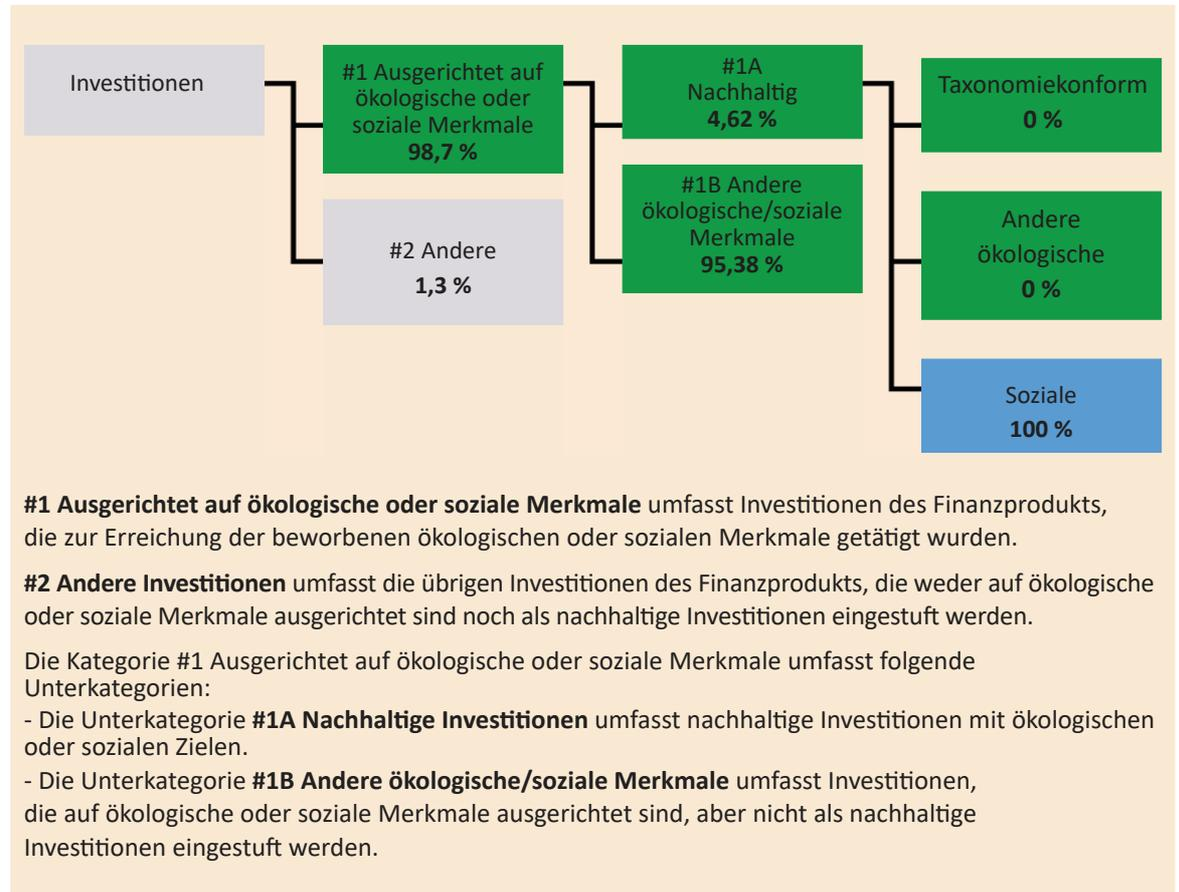 Investitionen
#1 Ausgerichtet auf
ökologische oder
soziale Merkmale
98,7 %
#2 Andere
1,3 %
#1A
Nachhaltig
4,62 %
#1B Andere
ökologische/soziale
Merkmale
95,38 %
Taxonomiekonform
0 %
Andere
ökologische
0 %
Soziale
100 %
#1 Ausgerichtet auf ökologische oder soziale Merkmale umfasst Investitionen des Finanzprodukts,
die zur Erreichung der beworbenen ökologischen oder sozialen Merkmale getätigt wurden.
#2 Andere Investitionen umfasst die übrigen Investitionen des Finanzprodukts, die weder auf ökologische
oder soziale Merkmale ausgerichtet sind noch als nachhaltige Investitionen eingestuft werden.
Die Kategorie #1 Ausgerichtet auf ökologische oder soziale Merkmale umfasst folgende
Unterkategorien:
- Die Unterkategorie #1A Nachhaltige Investitionen umfasst nachhaltige Investitionen mit ökologischen
oder sozialen Zielen.
- Die Unterkategorie #1B Andere ökologische/soziale Merkmale umfasst Investitionen,
die auf ökologische oder soziale Merkmale ausgerichtet sind, aber nicht als nachhaltige
Investitionen eingestuft werden.